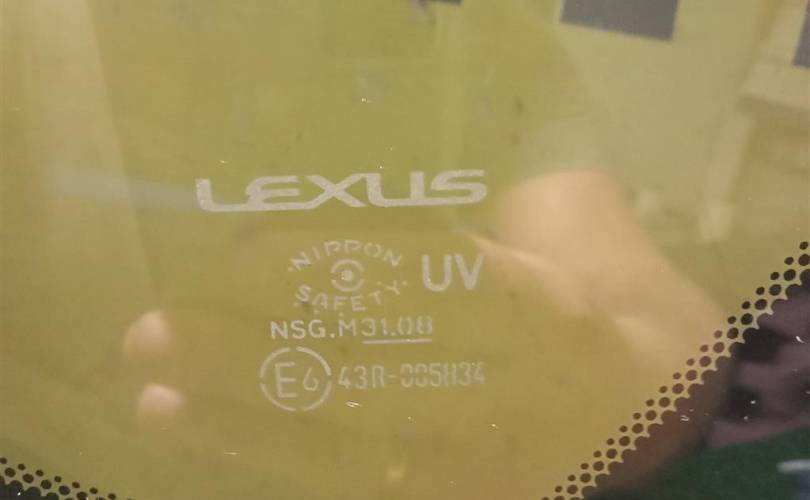 LEXUS
NIPPON
SAFETY
UV
NSG.M31.08
E6 43R-005834